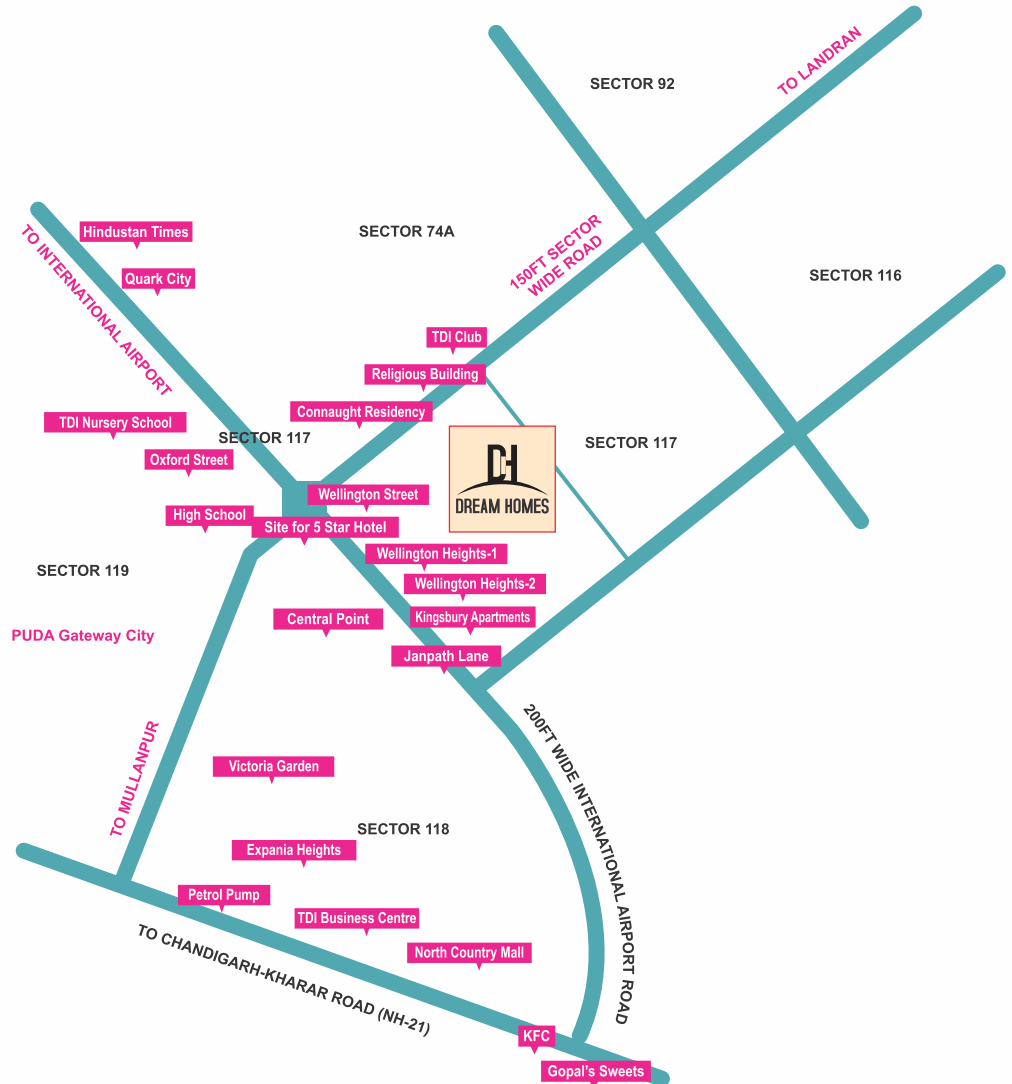 SECTOR 92
TO LANDRAN
Hindustan Times
SECTOR 74A
150FT SECTOR
WIDE ROAD
TO INTERNATIONAL AIRPORT
Quark City
SECTOR 116
TDI Club
Religious Building
Connaught Residency
TDI Nursery School
SECTOR 117
SECTOR 117
Oxford Street
DH
DREAM HOMES
Wellington Street
High School
Site for 5 Star Hotel
Wellington Heights-1
SECTOR 119
Wellington Heights-2
Central Point
Kingsbury Apartments
PUDA Gateway City
Janpath Lane
200FT WIDE INTERNATIONAL AIRPORT ROAD
TO MULLANPUR
Victoria Garden
SECTOR 118
Expania Heights
Petrol Pump
TDI Business Centre
North Country Mall
TO CHANDIGARH-KHARAR ROAD (NH-21)
KFC
Gopal's Sweets